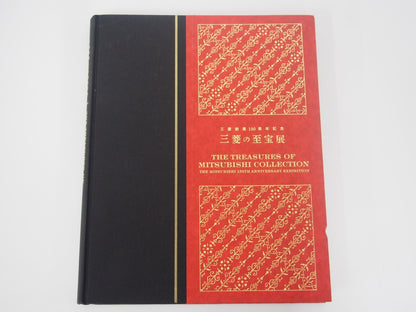 三菱創業150周年記念
三菱の至宝展
THE TREASURES OF
MITSUBISHI COLLECTION
THE MITSUBISHI 150TH ANNIVERSARY EXHIBITION